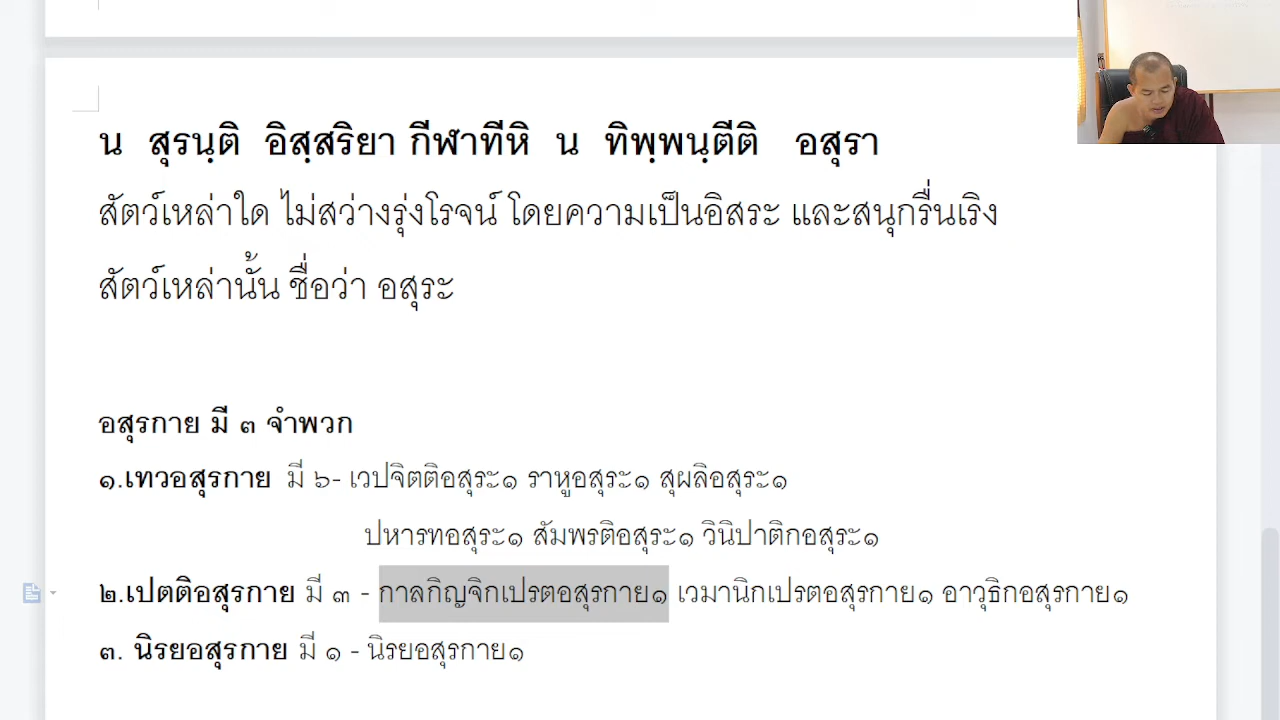 น สุรนฺติ อิสฺสริยา กีฬาทีหิ น ทิพฺพนฺตีติ อสุรา
สัตว์เหล่าใด ไม่สว่างรุ่งโรจน์ โดยความเป็นอิสระ และสนุกรื่นเริง
สัตว์เหล่านั้น ชื่อว่า อสุระ
อสุรกาย มี ๓ จำพวก
๑.เทวอสุรกาย มี ๖- เวปจิตติอสุระ๑ ราหูอสุระ๑ สุผลิอสุระ๑
ปหารทอสุระ๑ สัมพรติอสุระ๑ วินิปาติกอสุระ๑
๒.เปตติอสุรกาย มี ๓ - กาลกิญจิกเปรตอสุรกาย๑ เวมานิกเปรตอสุรกาย๑ อาวุธิกอสุรกาย๑
๓. นิรยอสุรกาย มี ๑ - นิรยอสุรกาย๑